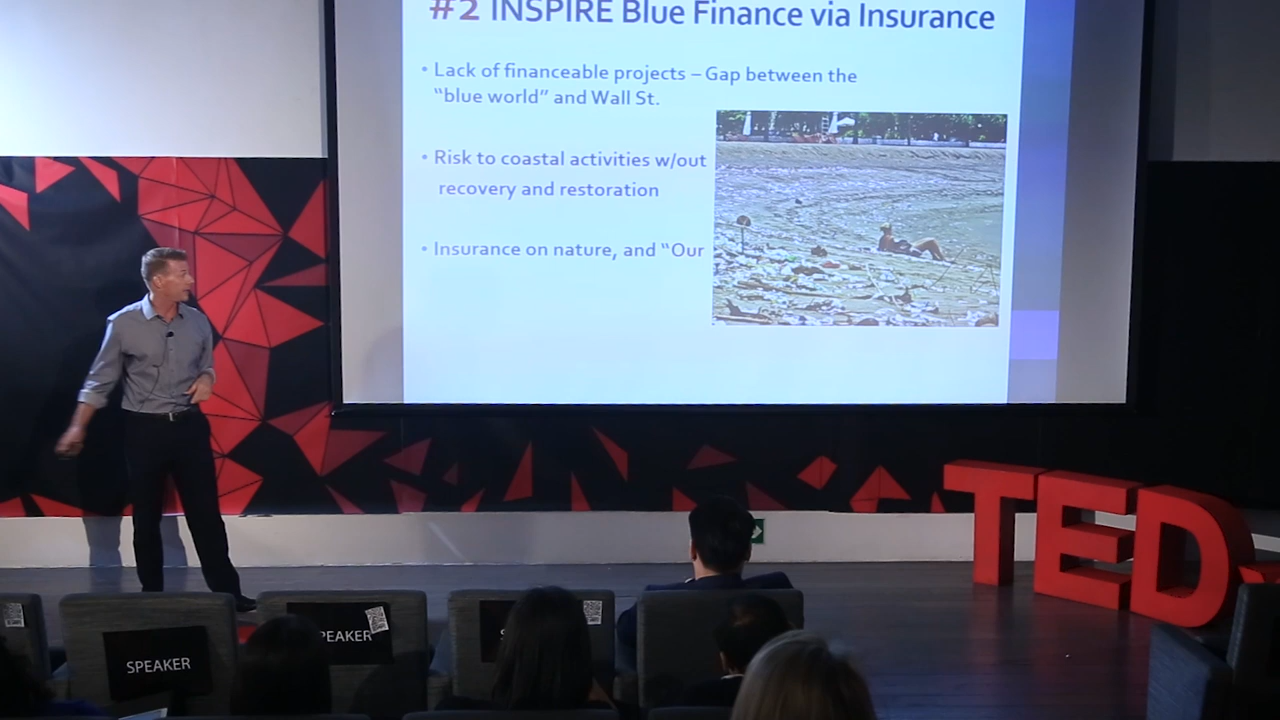 #2 INSPIRE Blue Finance via Insurance
• Lack of financeable projects – Gap between the
"blue world" and Wall St.
• Risk to coastal activities w/out
recovery and restoration
• Insurance on nature, and "Our
TED
SPEAKER
PEAKER